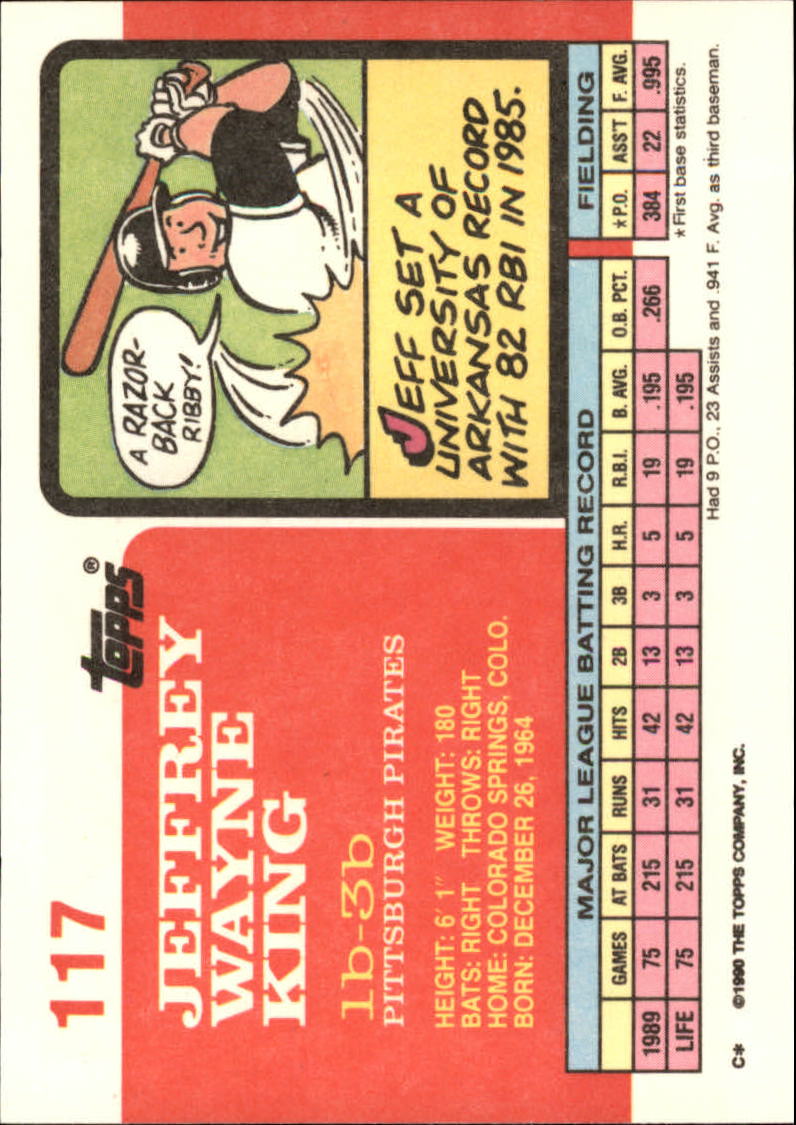 117
topps®
JEFFREY
WAYNE
KING
1b-3b
PITTSBURGH PIRATES
HEIGHT: 6' 1" WEIGHT: 180
BATS: RIGHT THROWS: RIGHT
HOME: COLORADO SPRINGS, COLO.
BORN: DECEMBER 26, 1964
A RAZOR-
BACK
RIBBY!
JEFF SET A
UNIVERSITY OF
ARKANSAS RECORD
WITH 82 RBI IN 1985.
MAJOR LEAGUE BATTING RECORD FIELDING
GAMES AT BATS RUNS HITS 2B 3B H.R. R.B.I. B. AVG. O.B. PCT. *P.O. ASS'T F. AVG.
1989 75 215 31 42 13 3 5 19 .195 .266 384 22 .995
LIFE 75 215 31 42 13 3 5 19 .195
*First base statistics.
Had 9 P.O., 23 Assists and .941 F. Avg. as third baseman.
C* ©1990 THE TOPPS COMPANY, INC.